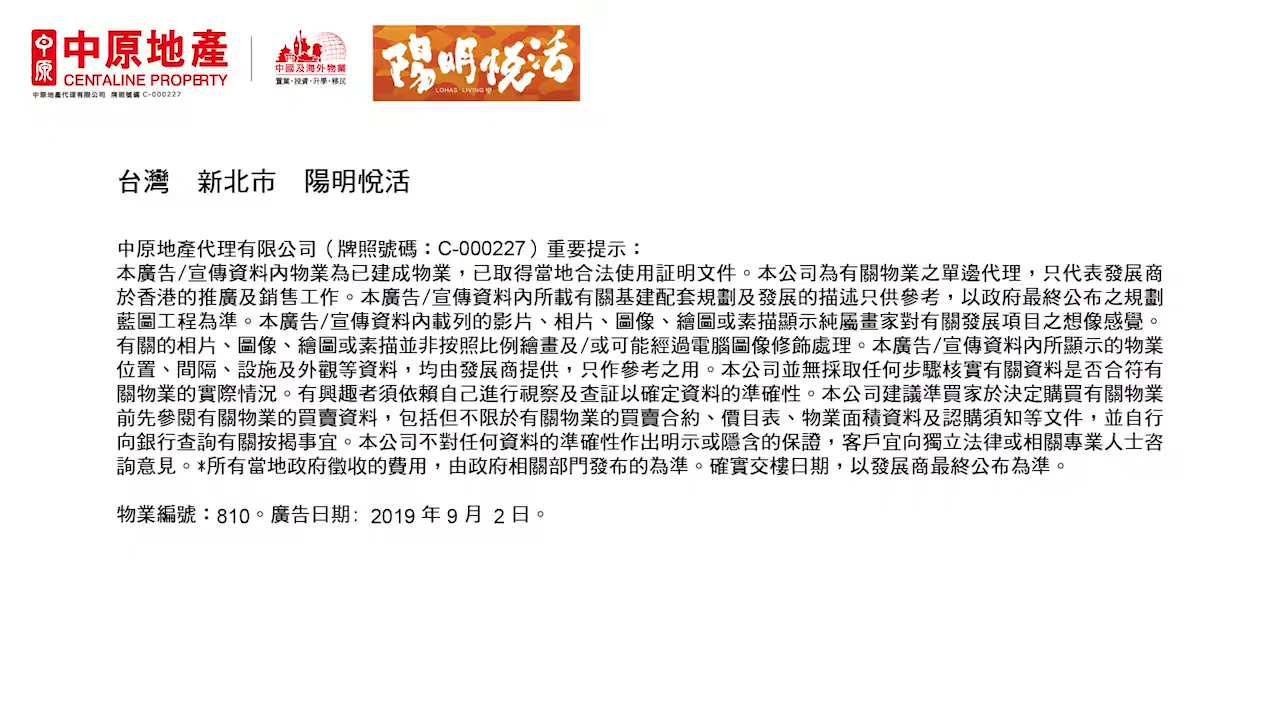 中原
中原地產
CENTALINE PROPERTY
中原地產代理有限公司 牌照號碼 C-000227
中國及海外物業
置業•投資•升學•移民
陽明悅活
LOHAS · LIVING
台灣 新北市 陽明悅活
中原地產代理有限公司（牌照號碼：C-000227）重要提示：
本廣告/宣傳資料內物業為已建成物業，已取得當地合法使用証明文件。本公司為有關物業之單邊代理，只代表發展商
於香港的推廣及銷售工作。本廣告/宣傳資料內所載有關基建配套規劃及發展的描述只供參考，以政府最終公布之規劃
藍圖工程為準。本廣告/宣傳資料內載列的影片、相片、圖像、繪圖或素描顯示純屬畫家對有關發展項目之想像感覺。
有關的相片、圖像、繪圖或素描並非按照比例繪畫及/或可能經過電腦圖像修飾處理。本廣告/宣傳資料內所顯示的物業
位置、間隔、設施及外觀等資料，均由發展商提供，只作參考之用。本公司並無採取任何步驟核實有關資料是否合符有
關物業的實際情況。有興趣者須依賴自己進行視察及查証以確定資料的準確性。本公司建議準買家於決定購買有關物業
前先參閱有關物業的買賣資料，包括但不限於有關物業的買賣合約、價目表、物業面積資料及認購須知等文件，並自行
向銀行查詢有關按揭事宜。本公司不對任何資料的準確性作出明示或隱含的保證，客戶宜向獨立法律或相關專業人士咨
詢意見。*所有當地政府徵收的費用，由政府相關部門發布的為準。確實交樓日期，以發展商最終公布為準。
物業編號：810。廣告日期: 2019 年 9 月 2 日。